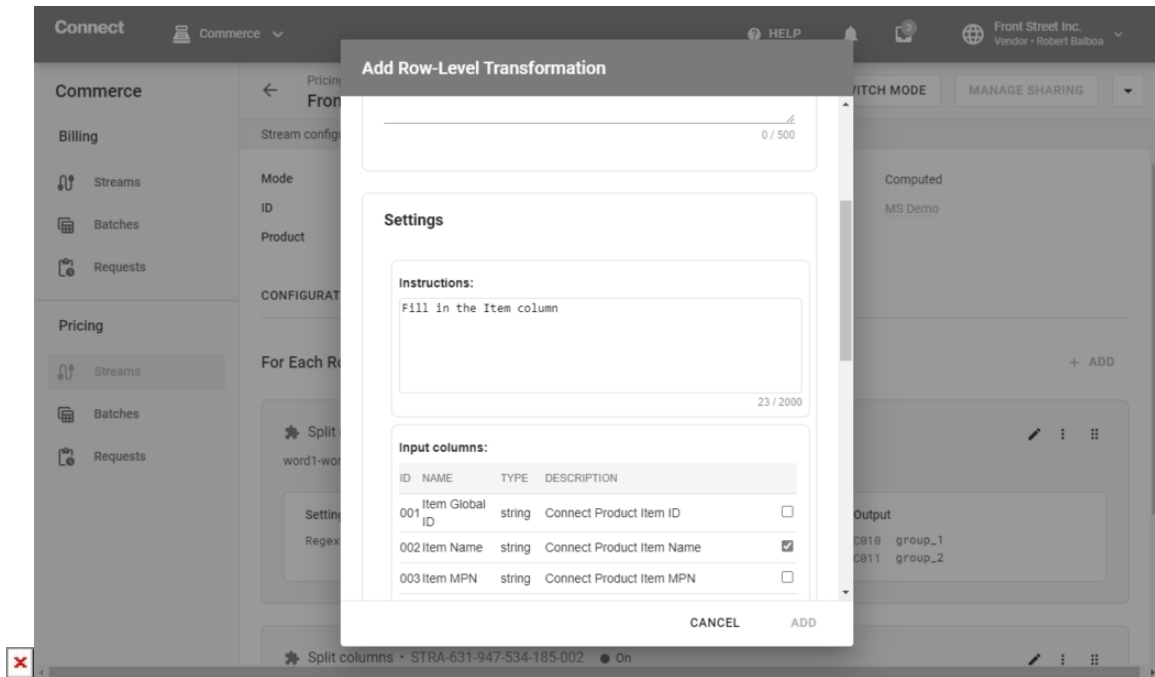 Connect
Commerce
HELP
3
Front Street Inc.
Vendor • Robert Balboa
Add Row-Level Transformation
Commerce
Pricing
Fron
ITCH MODE
MANAGE SHARING
Billing
Stream configu
0 / 500
Streams
Mode
Computed
ID
MS Demo
Batches
Product
Settings
Requests
Instructions:
CONFIGURAT
Fill in the Item column
Pricing
For Each Ro
+ ADD
Streams
23 / 2000
Batches
Split
Input columns:
Requests
word1-wor
ID NAME TYPE DESCRIPTION
001 Item Global ID string Connect Product Item ID
Setting
Output
Regex
C010 group_1
002 Item Name string Connect Product Item Name
C011 group_2
003 Item MPN string Connect Product Item MPN
CANCEL
ADD
Split columns • STRA-631-947-534-185-002 • On